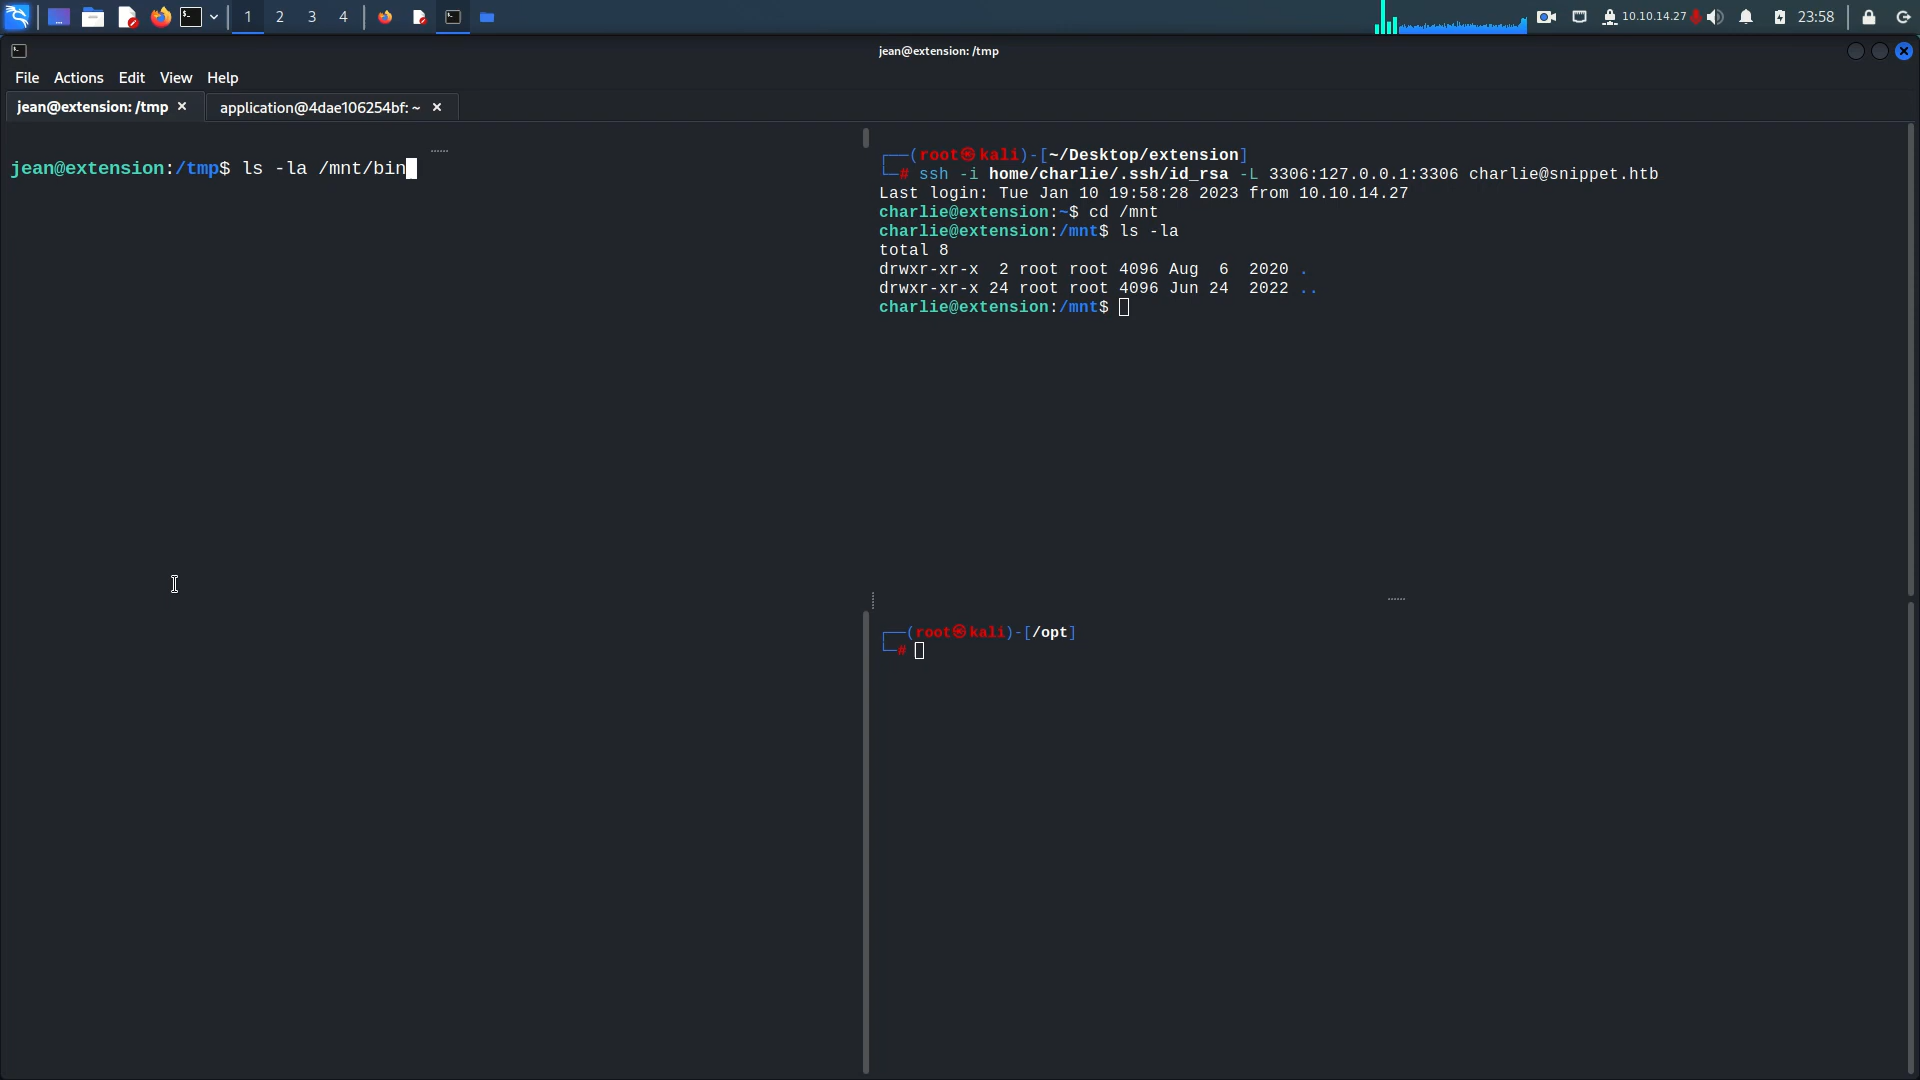 1 2 3 4 10.10.14.27 23:58
jean@extension: /tmp
File Actions Edit View Help
jean@extension: /tmp × application@4dae106254bf: ~ ×
jean@extension:/tmp$ ls -la /mnt/bin
┌──(root㉿kali)-[~/Desktop/extension]
└─# ssh -i home/charlie/.ssh/id_rsa -L 3306:127.0.0.1:3306 charlie@snippet.htb
Last login: Tue Jan 10 19:58:28 2023 from 10.10.14.27
charlie@extension:~$ cd /mnt
charlie@extension:/mnt$ ls -la
total 8
drwxr-xr-x  2 root root 4096 Aug  6  2020 .
drwxr-xr-x 24 root root 4096 Jun 24  2022 ..
charlie@extension:/mnt$
┌──(root㉿kali)-[/opt]
└─#